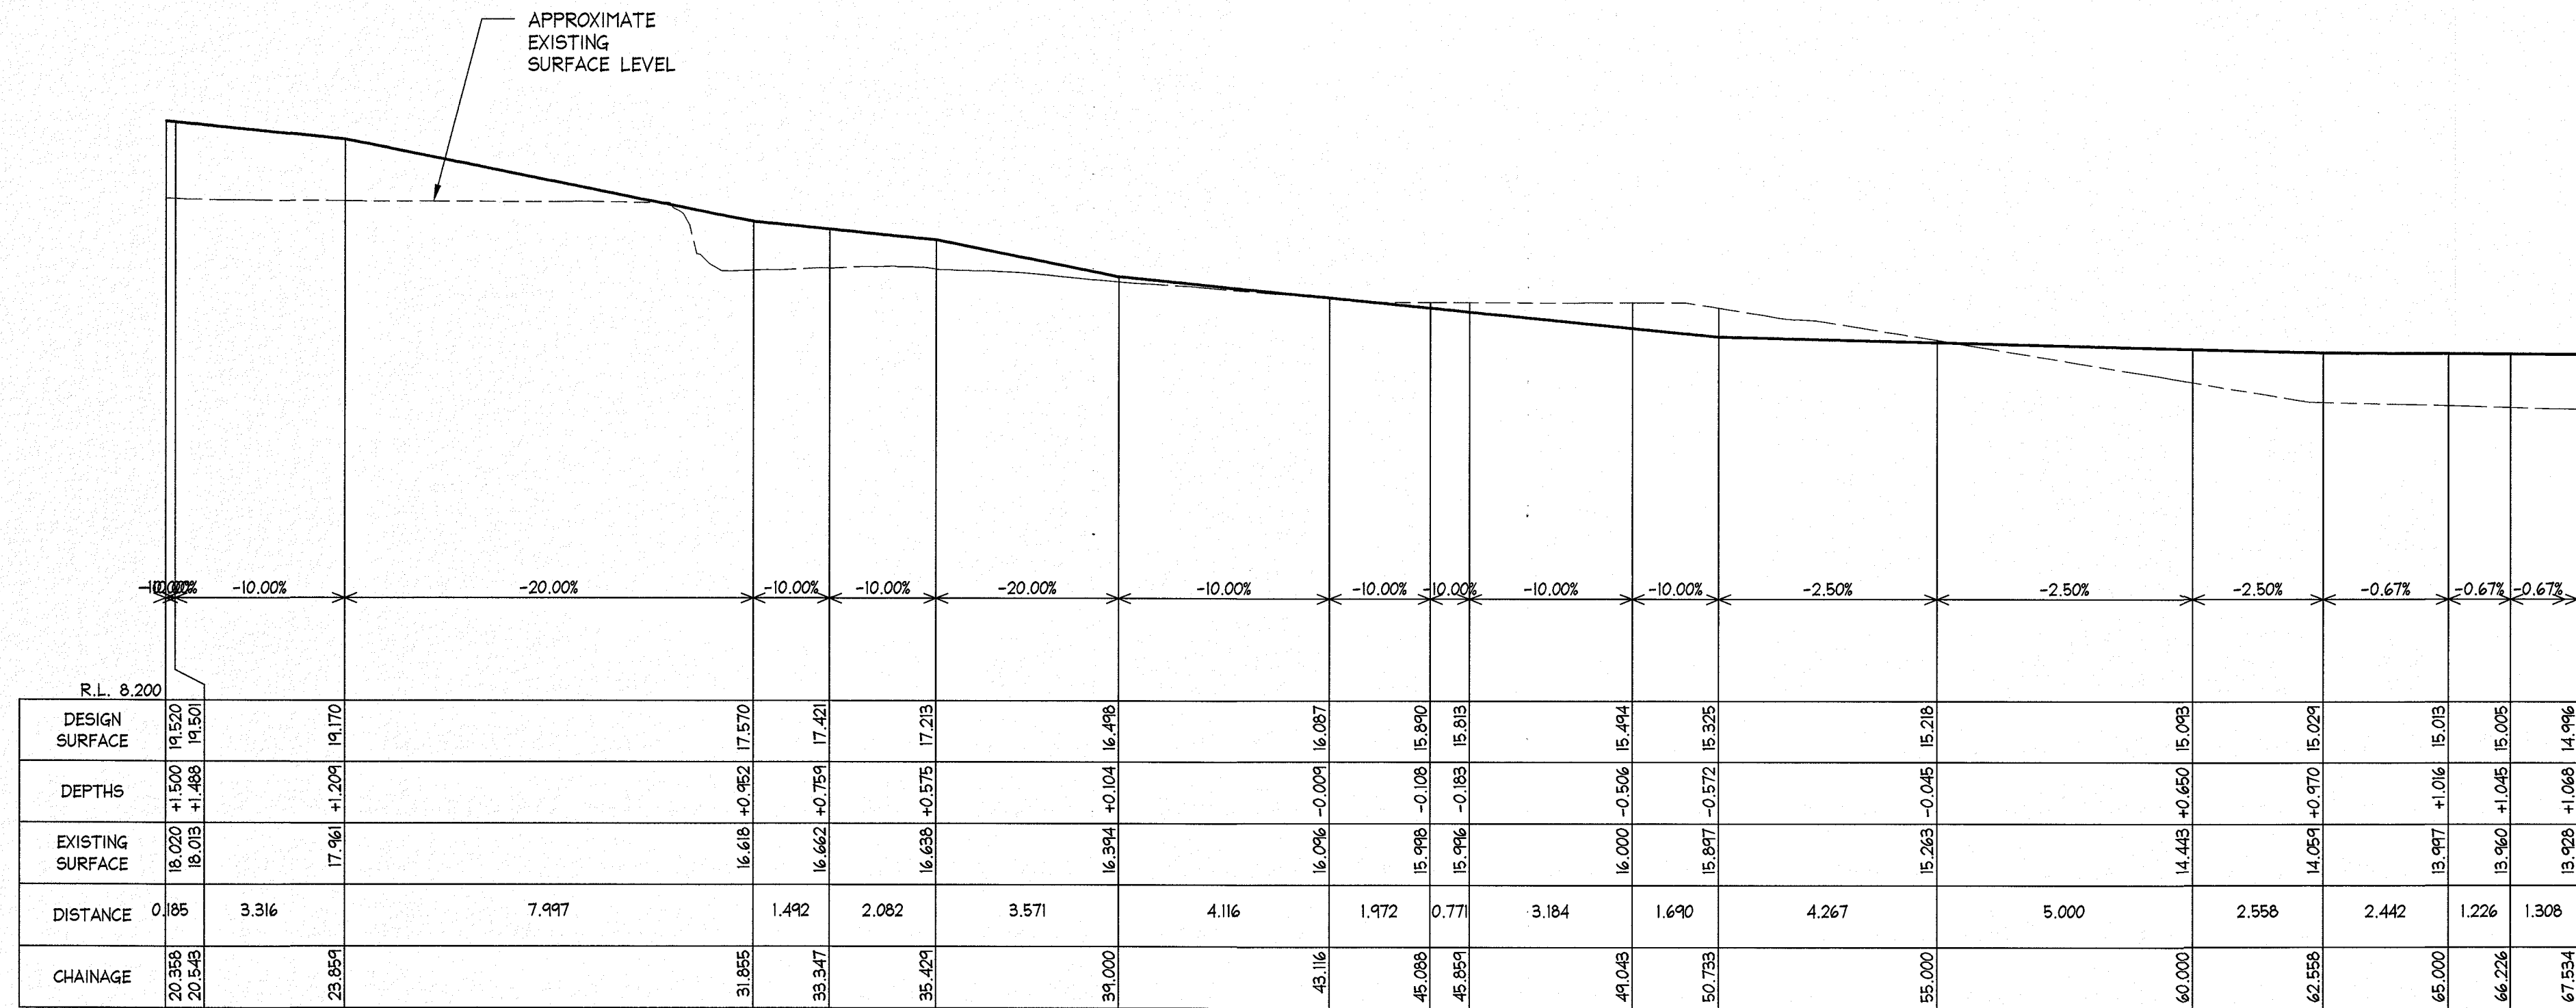 APPROXIMATE
EXISTING
SURFACE LEVEL
-10.00% -20.00% -10.00% -10.00% -20.00% -10.00% -10.00% -10.00% -10.00% -10.00% -2.50% -2.50% -2.50% -0.67% -0.67% -0.67%
R.L. 8.200
DESIGN
SURFACE
19.520 19.501 19.170 17.570 17.421 17.213 16.498 16.087 15.890 15.813 15.494 15.325 15.218 15.093 15.029 15.013 15.005 14.996
DEPTHS +1.500 +1.488 +1.209 +0.952 +0.759 +0.575 +0.104 -0.009 -0.108 -0.183 -0.506 -0.572 -0.045 +0.650 +0.970 +1.016 +1.045 +1.068
EXISTING
SURFACE
18.020 18.013 17.961 16.618 16.662 16.638 16.394 16.096 15.998 15.996 16.000 15.897 15.263 14.443 14.059 13.997 13.960 13.928
DISTANCE 0.185 3.316 7.997 1.492 2.082 3.571 4.116 1.972 0.771 3.184 1.690 4.267 5.000 2.558 2.442 1.226 1.308
CHAINAGE 20.358 20.543 23.859 31.855 33.347 35.429 39.000 43.116 45.088 45.859 49.043 50.733 55.000 60.000 62.558 65.000 66.226 67.534